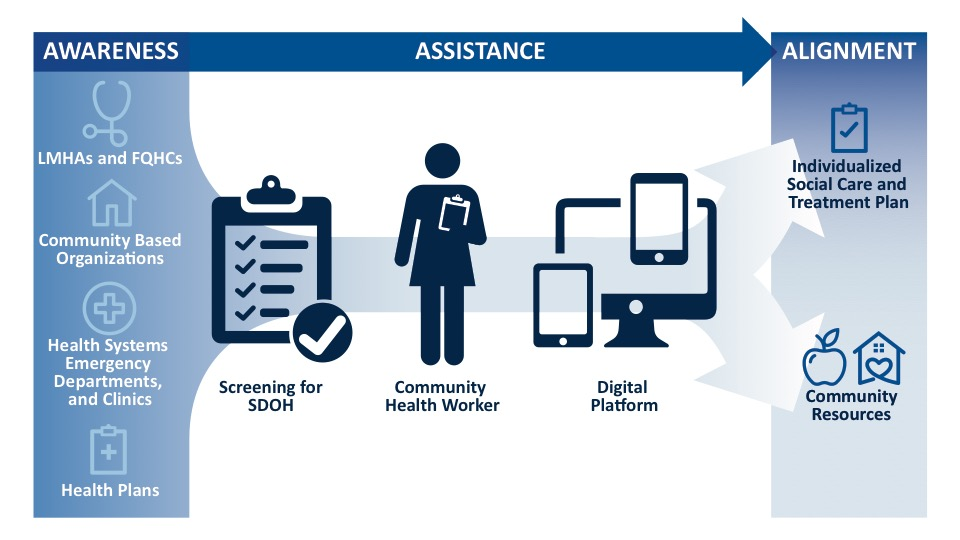 AWARENESS
ASSISTANCE
ALIGNMENT
LMHAs and FQHCs
Community Based
Organizations
Health Systems
Emergency
Departments,
and Clinics
Health Plans
Screening for
SDOH
Community
Health Worker
Digital
Platform
Individualized
Social Care and
Treatment Plan
Community
Resources